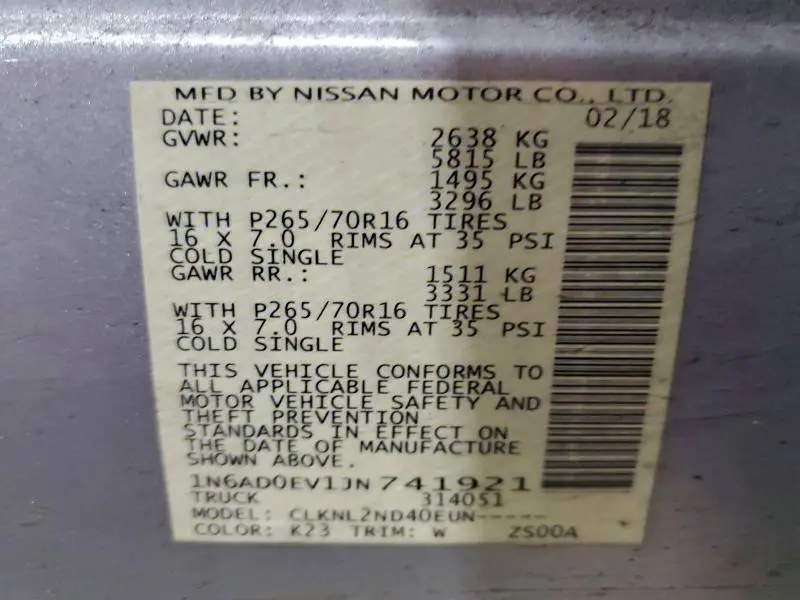 MFD BY NISSAN MOTOR CO., LTD.
DATE: 02/18
GVWR: 2638 KG
5815 LB
GAWR FR.: 1495 KG
3296 LB
WITH P265/70R16 TIRES
16 X 7.0 RIMS AT 35 PSI
COLD SINGLE
GAWR RR.: 1511 KG
3331 LB
WITH P265/70R16 TIRES
16 X 7.0 RIMS AT 35 PSI
COLD SINGLE
THIS VEHICLE CONFORMS TO
ALL APPLICABLE FEDERAL
MOTOR VEHICLE SAFETY AND
THEFT PREVENTION
STANDARDS IN EFFECT ON
THE DATE OF MANUFACTURE
SHOWN ABOVE.
1N6AD0EV1JN741921
TRUCK 314051
MODEL: CLKNL2ND40EUN-----
COLOR: K23 TRIM: W ZS00A